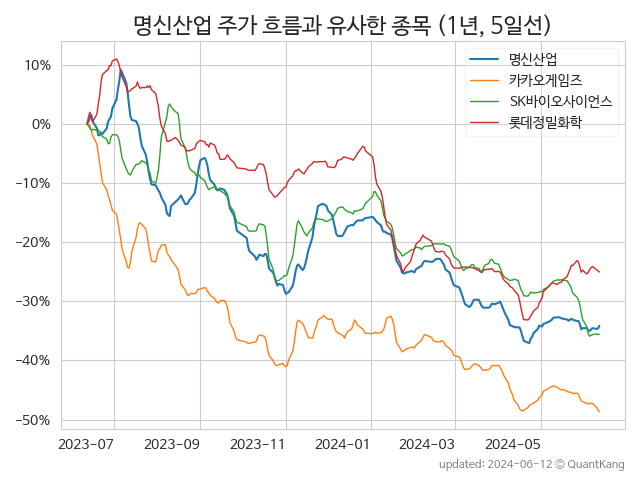 명신산업 주가 흐름과 유사한 종목 (1년, 5일선)
명신산업
카카오게임즈
SK바이오사이언스
롯데정밀화학
10%
0%
−10%
−20%
−30%
−40%
−50%
2023-07 2023-09 2023-11 2024-01 2024-03 2024-05
updated: 2024-06-12 © QuantKang